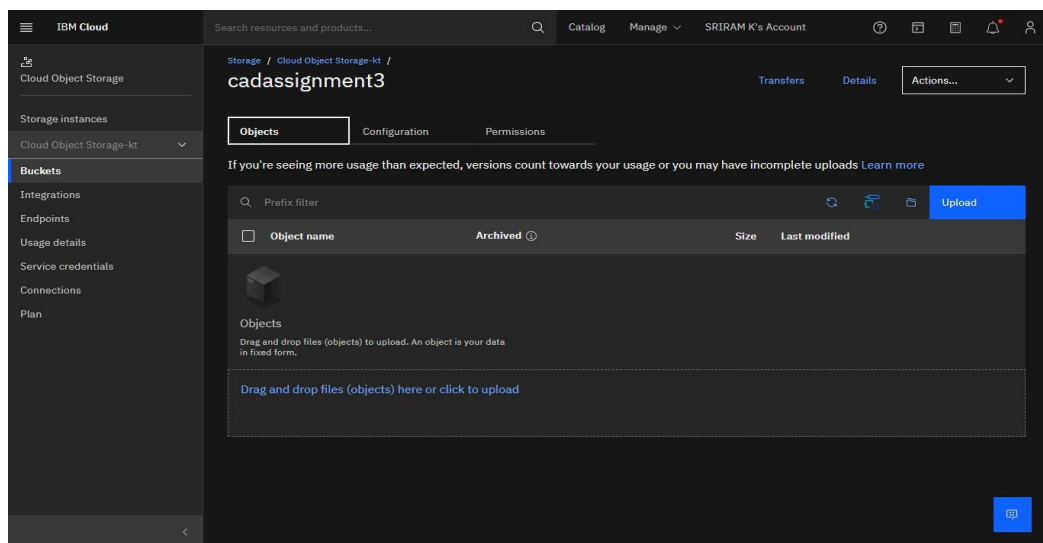 IBM Cloud
Search resources and products...
Catalog
Manage
SRIRAM K's Account
Cloud Object Storage
Storage instances
Cloud Object Storage-kt
Buckets
Integrations
Endpoints
Usage details
Service credentials
Connections
Plan
Storage / Cloud Object Storage-kt /
cadassignment3
Transfers
Details
Actions...
Objects
Configuration
Permissions
If you're seeing more usage than expected, versions count towards your usage or you may have incomplete uploads Learn more
Prefix filter
Upload
Object name
Archived
Size
Last modified
Objects
Drag and drop files (objects) to upload. An object is your data
in fixed form.
Drag and drop files (objects) here or click to upload